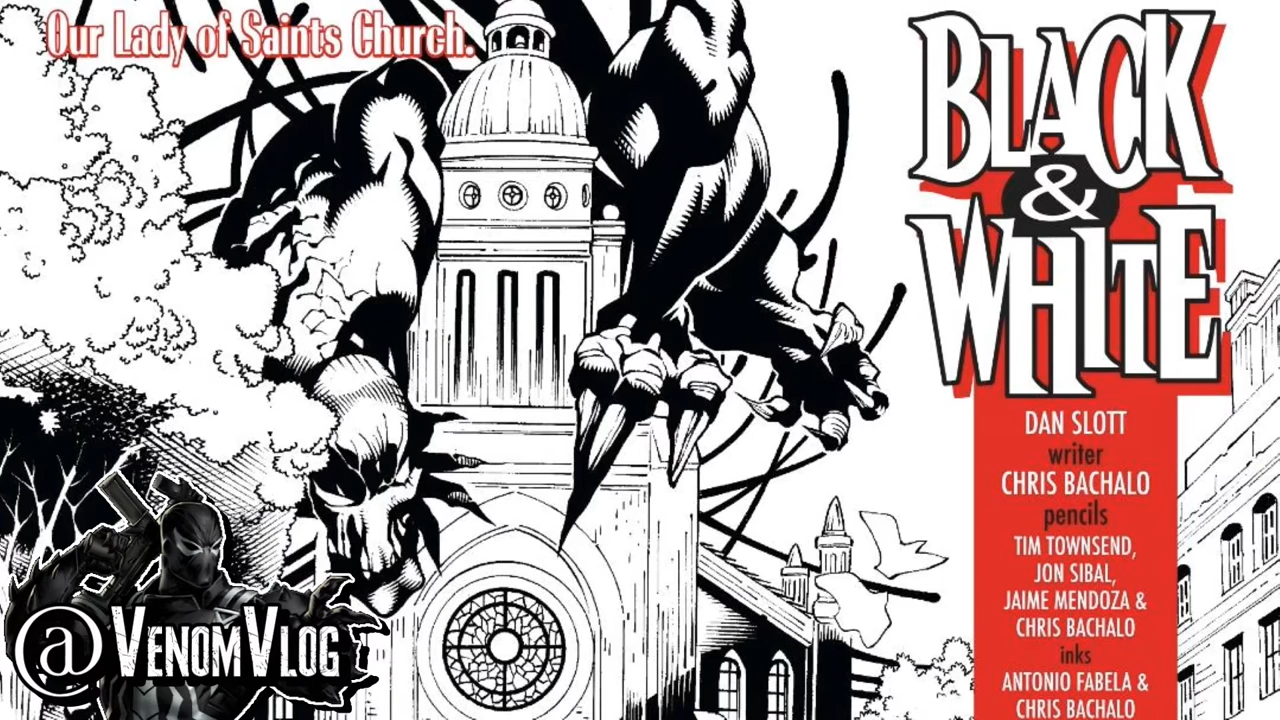 Our Lady of Saints Church.
BLACK
&
WHITE
DAN SLOTT
writer
CHRIS BACHALO
pencils
TIM TOWNSEND,
JON SIBAL,
JAIME MENDOZA &
CHRIS BACHALO
inks
ANTONIO FABELA &
CHRIS BACHALO
@VENOMVLOG